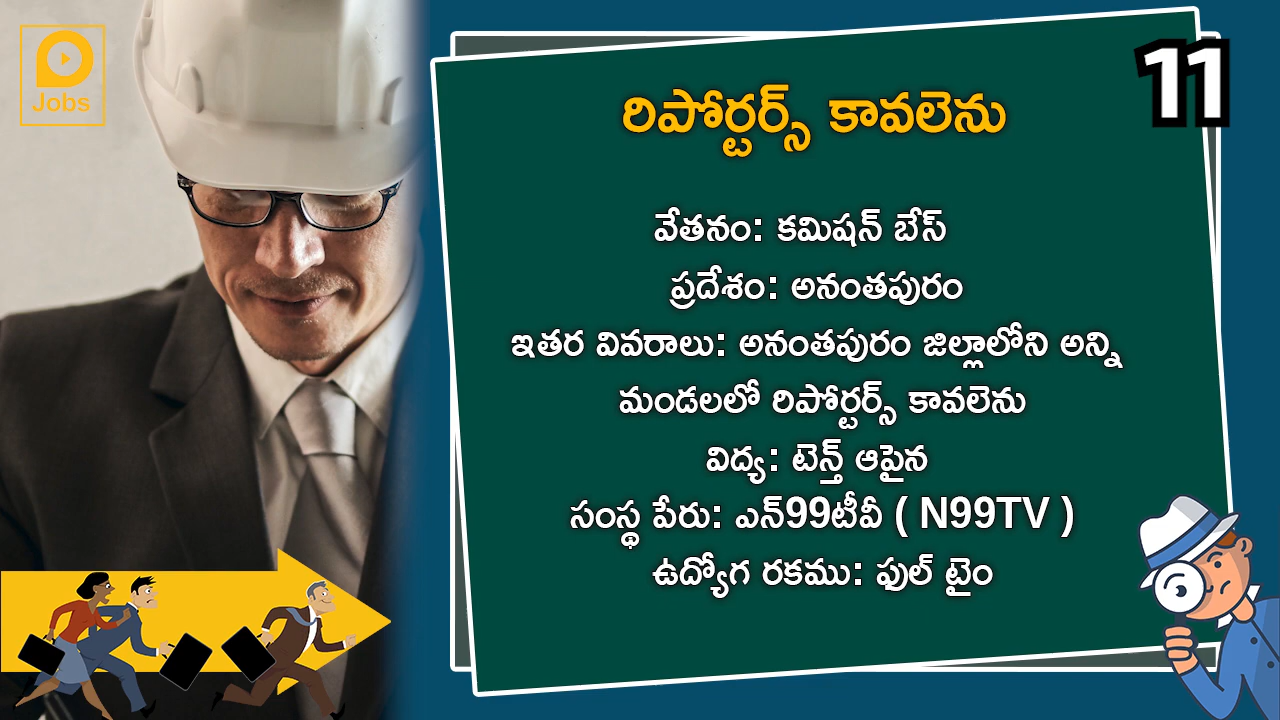 Jobs
11
రిపోర్టర్స్ కావలెను
వేతనం: కమిషన్ బేస్
ప్రదేశం: అనంతపురం
ఇతర వివరాలు: అనంతపురం జిల్లాలోని అన్ని
మండలలో రిపోర్టర్స్ కావలెను
విద్య: టెన్త్ ఆపైన
సంస్థ పేరు: ఎన్99టీవీ ( N99TV )
ఉద్యోగ రకము: ఫుల్ టైం